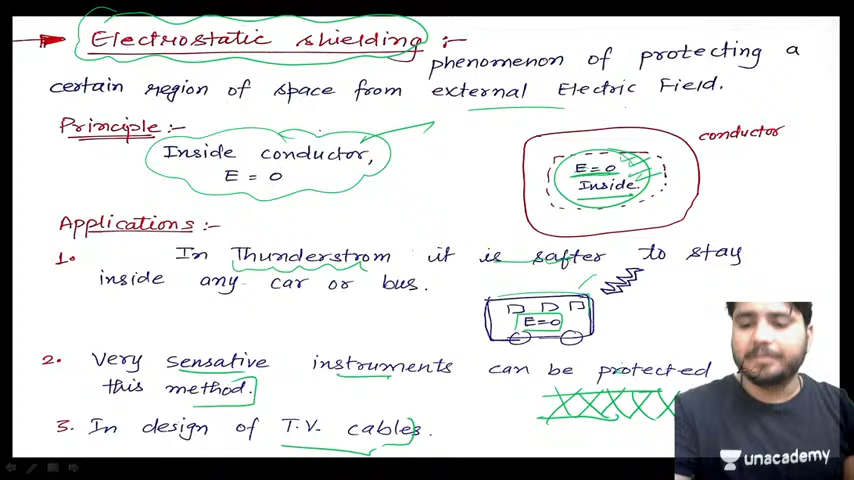 Electrostatic shielding :-
phenomenon of protecting a
certain region of space from external Electric Field.
Principle :-
Inside conductor,
E = 0
conductor
E = 0
Inside.
Applications :-
1. In Thunderstrom it is safter to stay
inside any car or bus.
E=0
2. Very sensative instruments can be protected
this method.
3. In design of T.V. cables.
unacademy